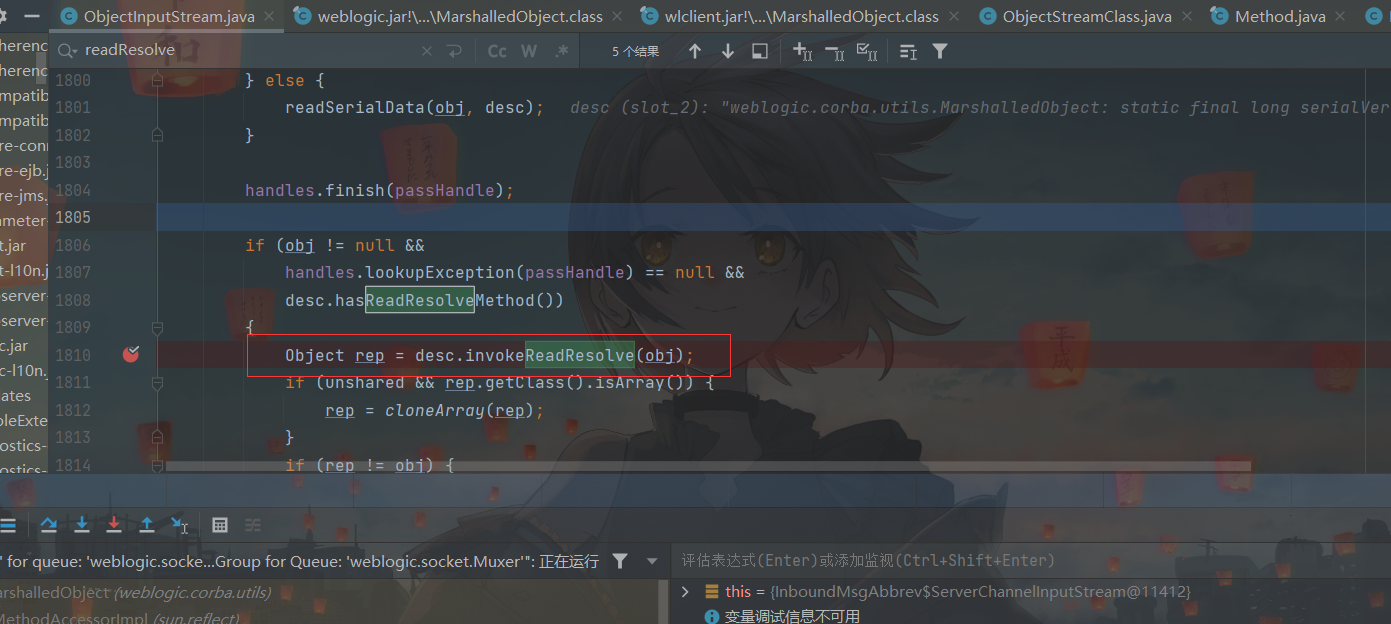 ObjectInputStream.java weblogic.jar!\...\MarshalledObject.class wlclient.jar!\...\MarshalledObject.class ObjectStreamClass.java Method.java
readResolve Cc W .* 5 个结果
1800 } else {
1801 readSerialData(obj, desc); desc (slot_2): "weblogic.corba.utils.MarshalledObject: static final long serialVer
1802 }
1803
1804 handles.finish(passHandle);
1805
1806 if (obj != null &&
1807 handles.lookupException(passHandle) == null &&
1808 desc.hasReadResolveMethod())
1809 {
1810 Object rep = desc.invokeReadResolve(obj);
1811 if (unshared && rep.getClass().isArray()) {
1812 rep = cloneArray(rep);
1813 }
1814 if (rep != obj) {
herenc
herenc
mpatib
mpatib
re-conn
re-ejb.j
re-jms.
ameter-
t.jar
t-l10n.j
-server-
-server-
c.jar
c-l10n.
ates
oleExte
ostics-
ostics-
' for queue: 'weblogic.socke...Group for Queue: 'weblogic.socket.Muxer'": 正在运行
评估表达式(Enter)或添加监视(Ctrl+Shift+Enter)
arshalledObject (weblogic.corba.utils)
MethodAccessorImpl (sun.reflect)
this = {InboundMsgAbbrev$ServerChannelInputStream@11412}
变量调试信息不可用